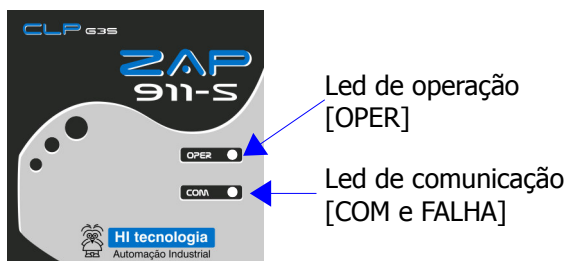 CLP G3S
ZAP
911-S
OPER
COM
HI tecnologia
Automação Industrial
Led de operação
[OPER]
Led de comunicação
[COM e FALHA]